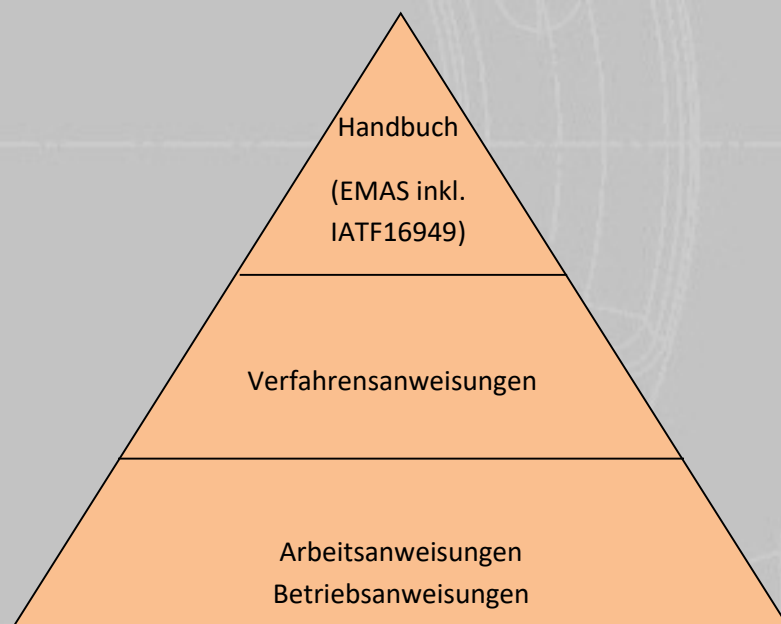 Handbuch
(EMAS inkl.
IATF16949)
Verfahrensanweisungen
Arbeitsanweisungen
Betriebsanweisungen